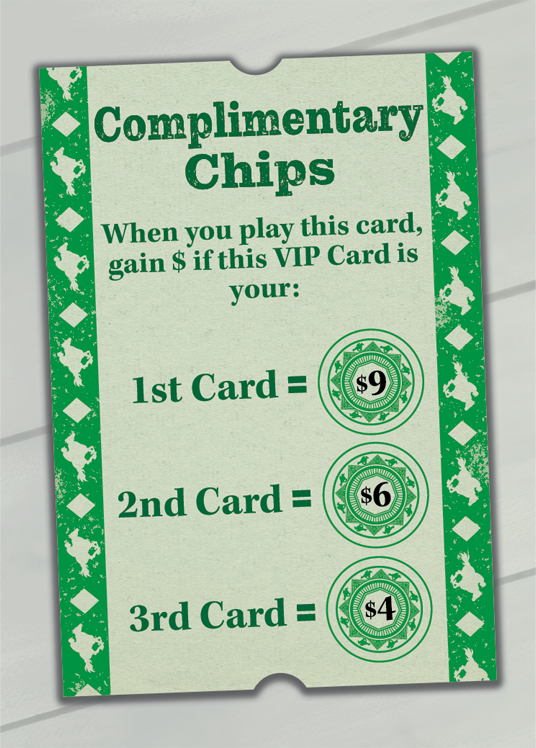 Complimentary
Chips
When you play this card,
gain $ if this VIP Card is
your:
1st Card = $9
2nd Card = $6
3rd Card = $4